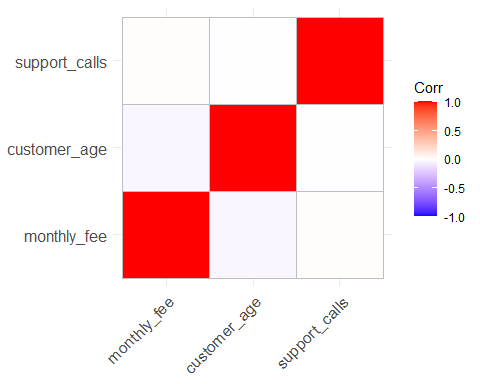 support_calls
customer_age
monthly_fee
monthly_fee
customer_age
support_calls
Corr
1.0
0.5
0.0
-0.5
-1.0